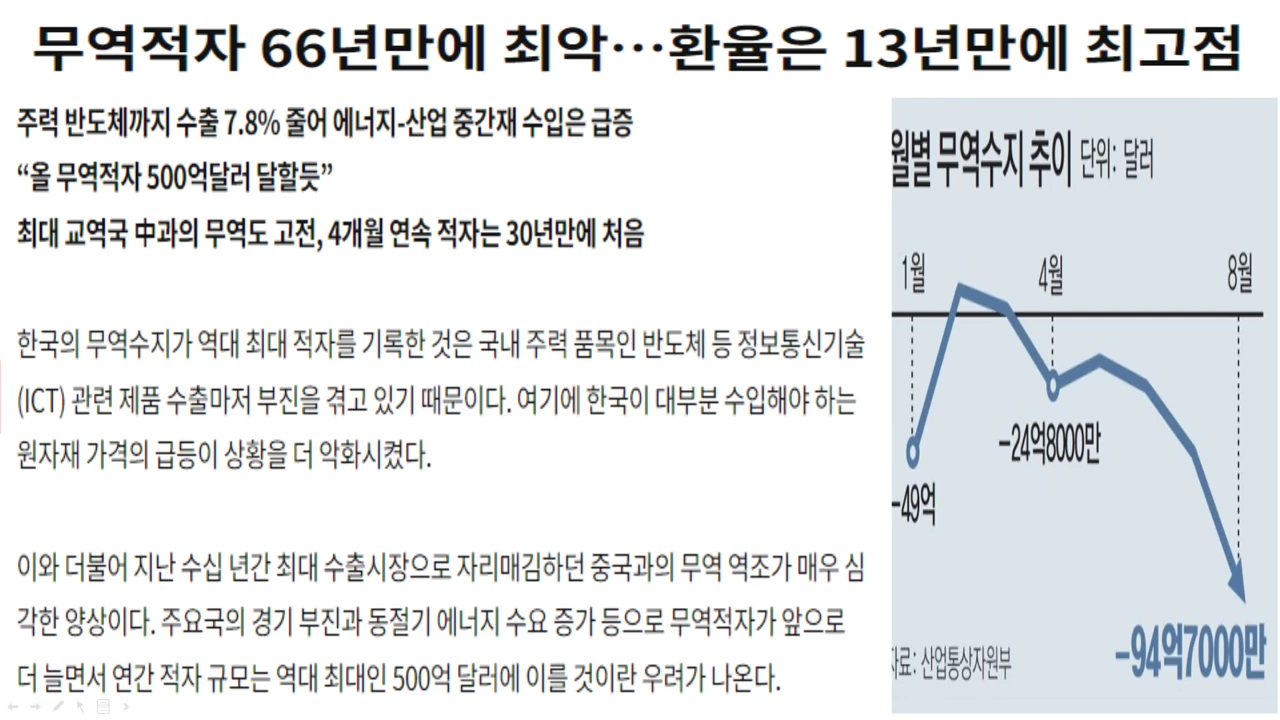 무역적자 66년만에 최악…환율은 13년만에 최고점
주력 반도체까지 수출 7.8% 줄어 에너지-산업 중간재 수입은 급증
“올 무역적자 500억달러 달할듯”
최대 교역국 中과의 무역도 고전, 4개월 연속 적자는 30년만에 처음
한국의 무역수지가 역대 최대 적자를 기록한 것은 국내 주력 품목인 반도체 등 정보통신기술
(ICT) 관련 제품 수출마저 부진을 겪고 있기 때문이다. 여기에 한국이 대부분 수입해야 하는
원자재 가격의 급등이 상황을 더 악화시켰다.
이와 더불어 지난 수십 년간 최대 수출시장으로 자리매김하던 중국과의 무역 역조가 매우 심
각한 양상이다. 주요국의 경기 부진과 동절기 에너지 수요 증가 등으로 무역적자가 앞으로
더 늘면서 연간 적자 규모는 역대 최대인 500억 달러에 이를 것이란 우려가 나온다.
월별 무역수지 추이 단위: 달러
1월
4월
8월
-24억8000만
-49억
-94억7000만
자료: 산업통상자원부